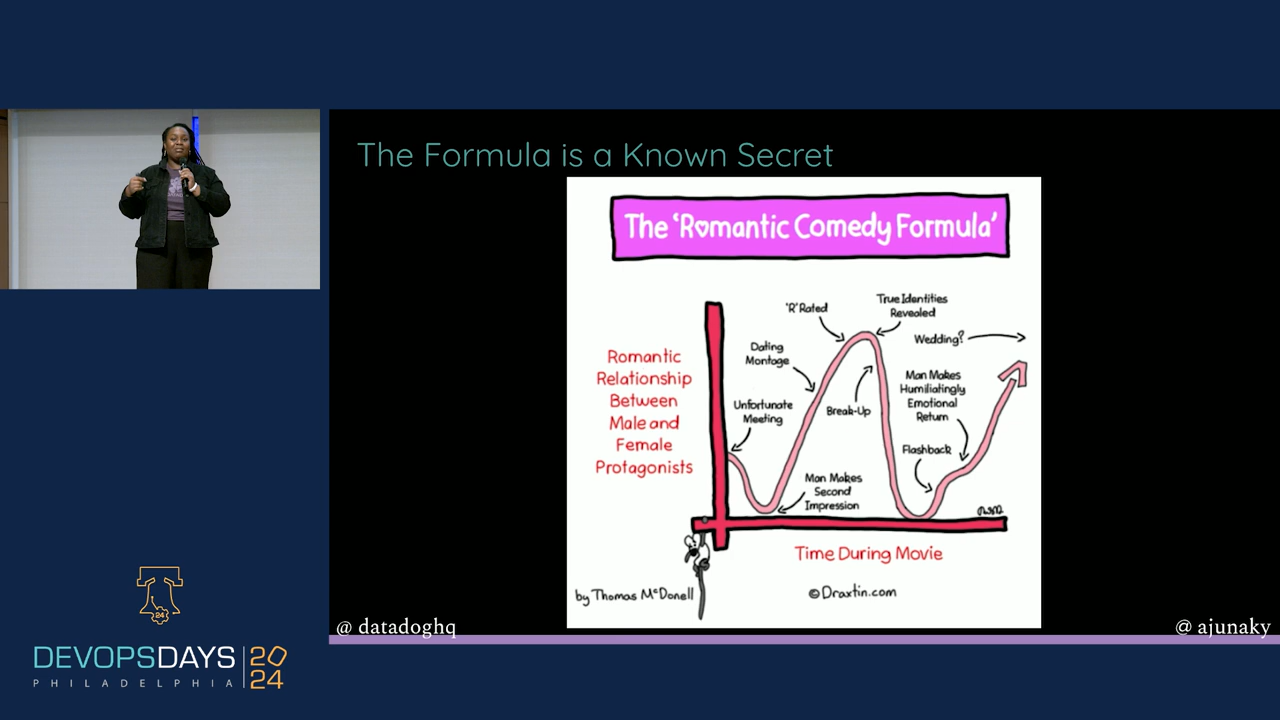 The Formula is a Known Secret
The 'Romantic Comedy Formula'
'R' Rated
True Identities
Revealed
Wedding?
Dating
Montage
Romantic
Relationship
Between
Male and
Female
Protagonists
Man Makes
Humiliatingly
Emotional
Return
Unfortunate
Meeting
Break-Up
Flashback
Man Makes
Second
Impression
Time During Movie
by Thomas McDonell
©Draxtin.com
@ datadoghq
@ ajunaky
24
DEVOPSDAYS
PHILADELPHIA
20
24